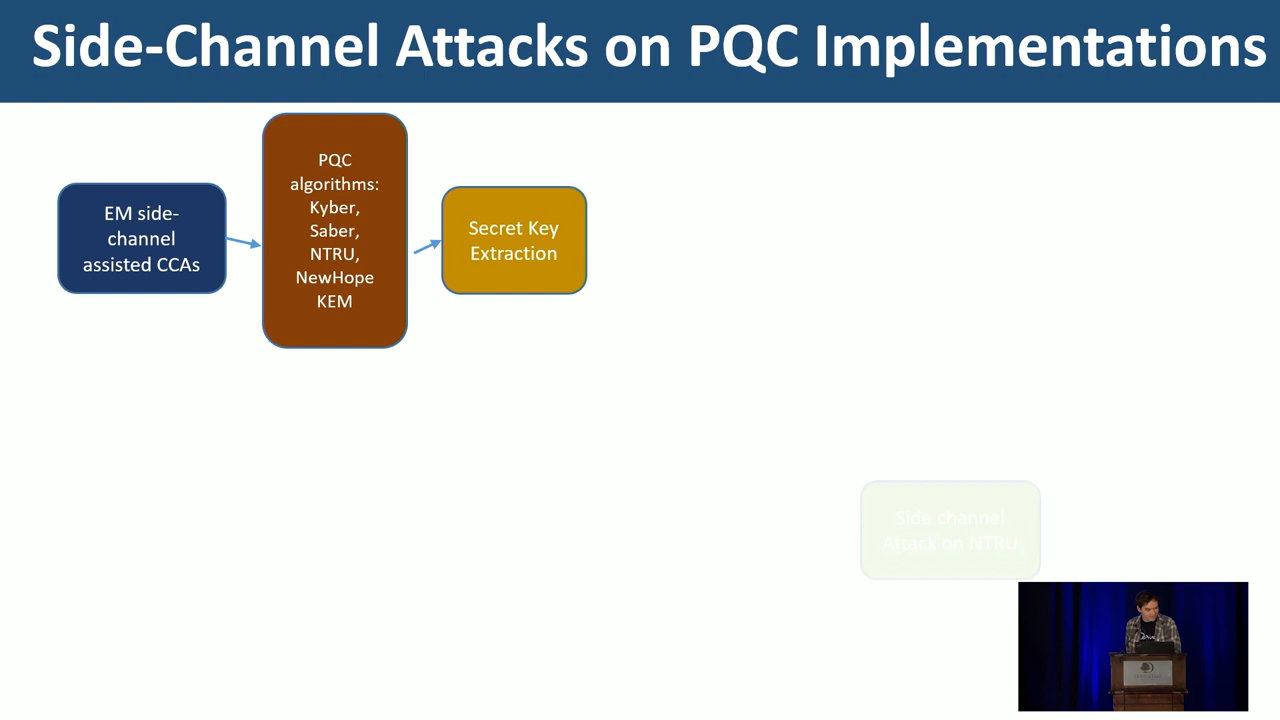 Side-Channel Attacks on PQC Implementations
EM side-
channel
assisted CCAs
PQC
algorithms:
Kyber,
Saber,
NTRU,
NewHope
KEM
Secret Key
Extraction
Side channel
Attack on NTRU